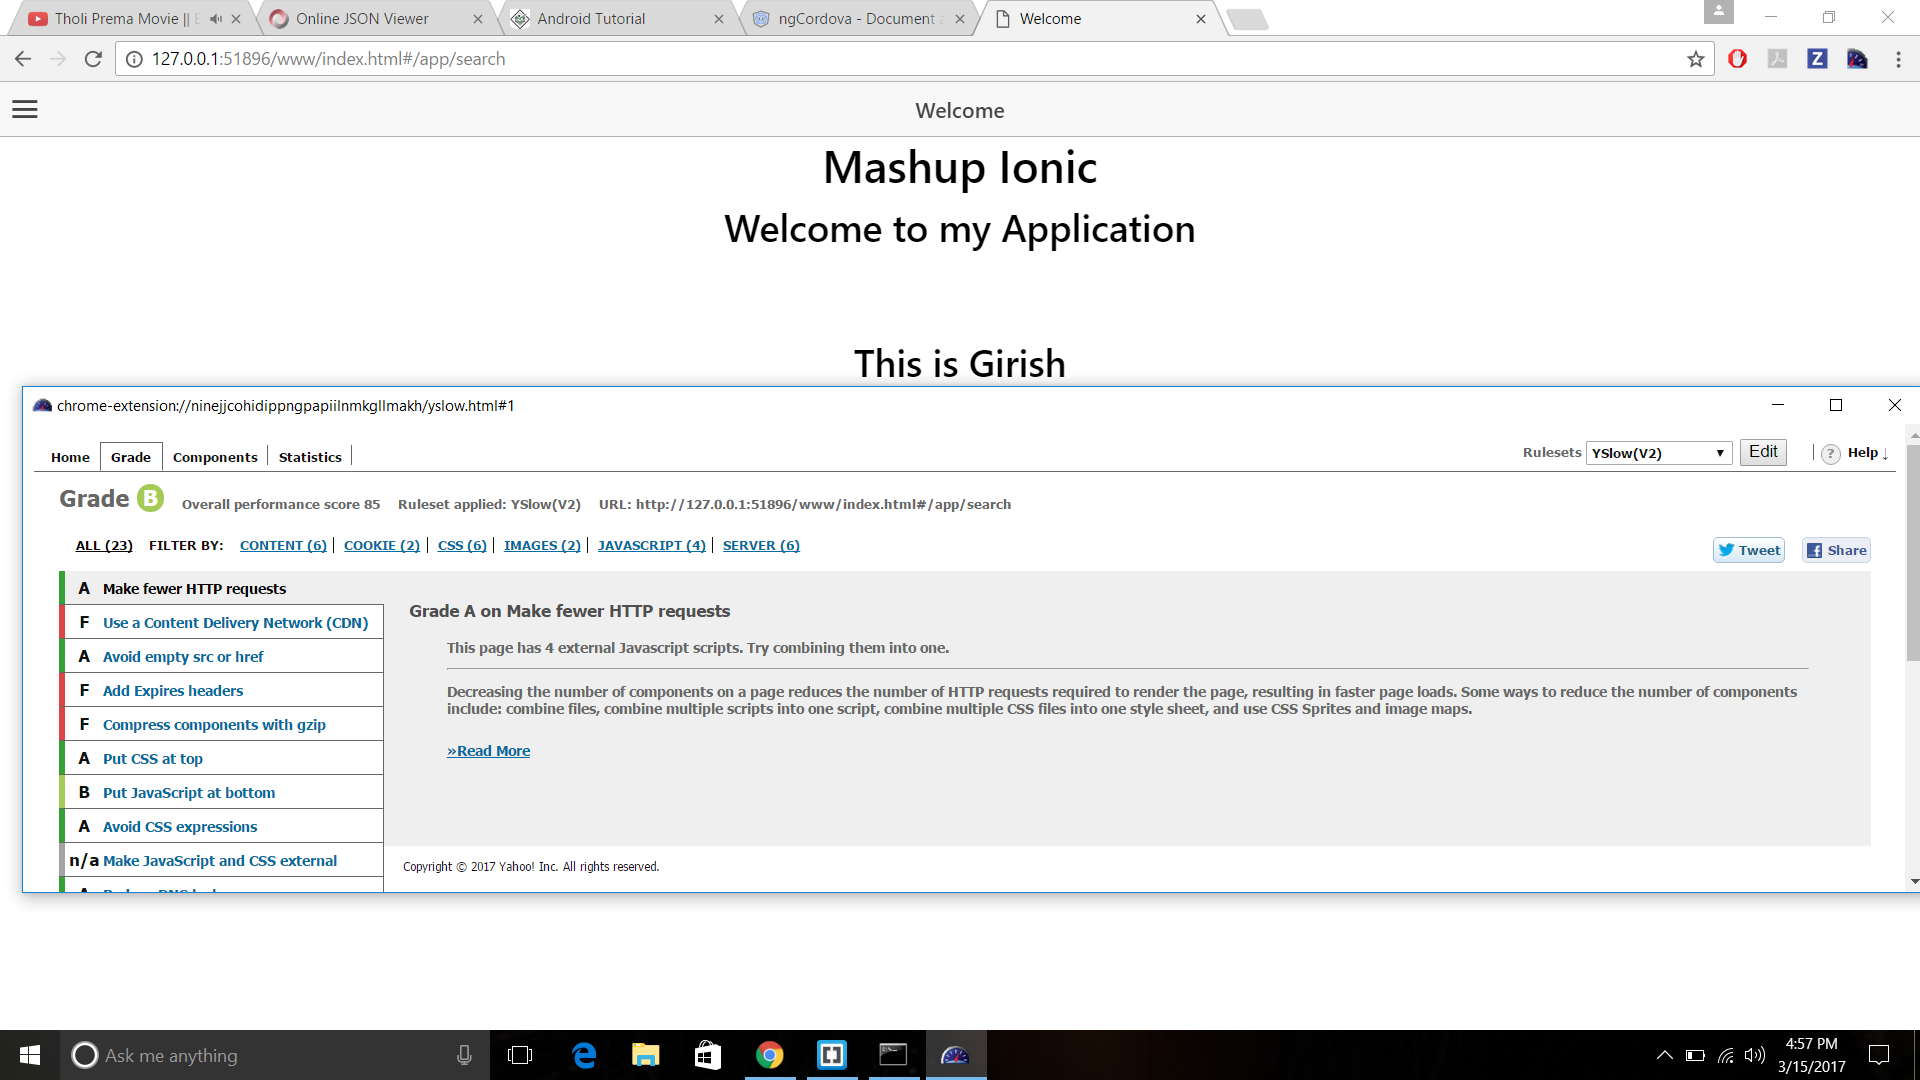 Tholi Prema Movie ||
Online JSON Viewer
Android Tutorial
ngCordova - Document
Welcome
127.0.0.1:51896/www/index.html#/app/search
Z
Welcome
Mashup Ionic
Welcome to my Application
This is Girish
chrome-extension://ninejjcohidippngpapiilnmkgllmakh/yslow.html#1
Home Grade Components Statistics
Rulesets YSlow(V2) Edit ? Help ↓
Grade B Overall performance score 85 Ruleset applied: YSlow(V2) URL: http://127.0.0.1:51896/www/index.html#/app/search
ALL (23) FILTER BY: CONTENT (6) COOKIE (2) CSS (6) IMAGES (2) JAVASCRIPT (4) SERVER (6)
Tweet Share
A Make fewer HTTP requests
F Use a Content Delivery Network (CDN)
A Avoid empty src or href
F Add Expires headers
F Compress components with gzip
A Put CSS at top
B Put JavaScript at bottom
A Avoid CSS expressions
n/a Make JavaScript and CSS external
Grade A on Make fewer HTTP requests
This page has 4 external Javascript scripts. Try combining them into one.
Decreasing the number of components on a page reduces the number of HTTP requests required to render the page, resulting in faster page loads. Some ways to reduce the number of components
include: combine files, combine multiple scripts into one script, combine multiple CSS files into one style sheet, and use CSS Sprites and image maps.
»Read More
Copyright © 2017 Yahoo! Inc. All rights reserved.
Ask me anything
4:57 PM
3/15/2017